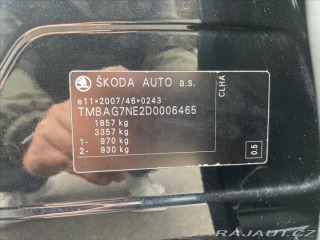 ŠKODA AUTO a.s.
e11*2007/46*0243
TMBAG7NE2D0006465
1857 kg
3357 kg
1- 970 kg
2- 930 kg
CLHA
0.5
RAJAUT.CZ